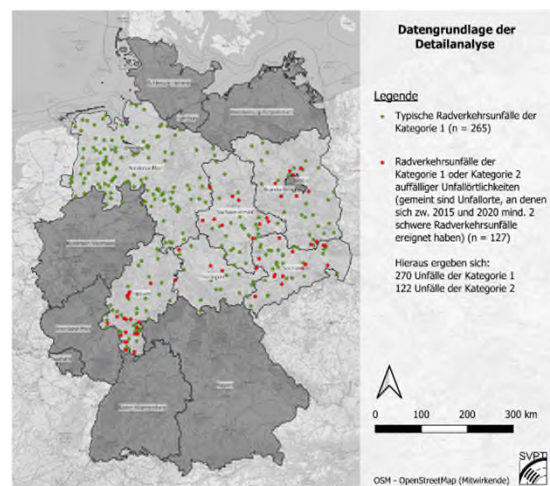 Datengrundlage der
Detailanalyse
Legende
Typische Radverkehrsunfälle der
Kategorie 1 (n = 265)
Radverkehrsunfälle der
Kategorie 1 oder Kategorie 2
auffälliger Unfallörtlichkeiten
(gemeint sind Unfallorte, an denen
sich zw. 2015 und 2020 mind. 2
schwere Radverkehrsunfälle
ereignet haben) (n = 127)
Hieraus ergeben sich:
270 Unfälle der Kategorie 1
122 Unfälle der Kategorie 2
0 100 200 300 km
SVPT
OSM - OpenStreetMap (Mitwirkende)